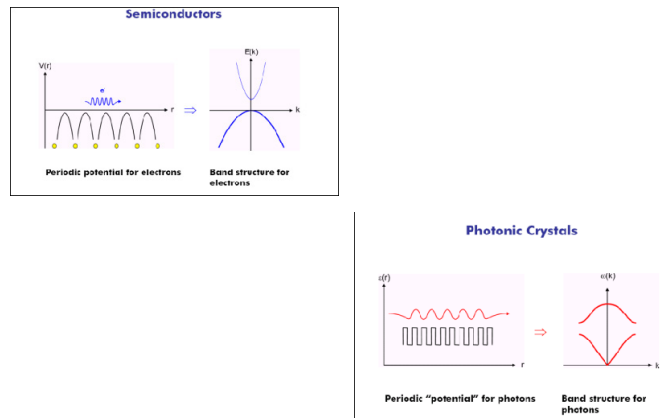 Semiconductors
V(r)
E(k)
e
r
⇒
k
Periodic potential for electrons
Band structure for
electrons
Photonic Crystals
ε(r)
ω(k)
⇒
r
k
Periodic "potential" for photons
Band structure for
photons